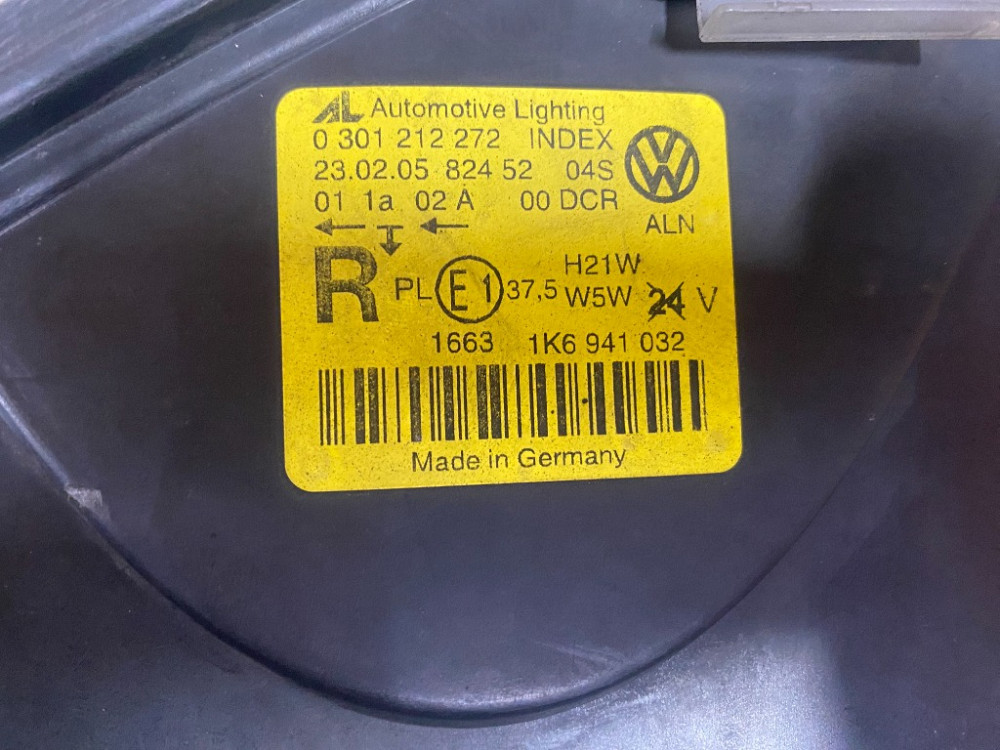 AL Automotive Lighting
0 301 212 272 INDEX
23.02.05 824 52 04S
01 1a 02 A 00 DCR
ALN
R PL E1 37,5 H21W
W5W 24 V
1663 1K6 941 032
Made in Germany